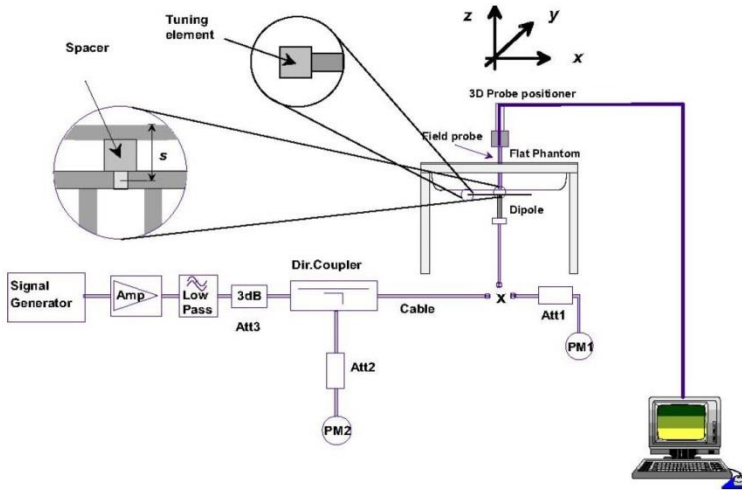 z
y
x
Tuning
element
Spacer
s
3D Probe positioner
Field probe
Flat Phantom
Dipole
Dir.Coupler
Signal
Generator
Amp
Low
Pass
3dB
Att3
Cable
x
Att1
PM1
Att2
PM2